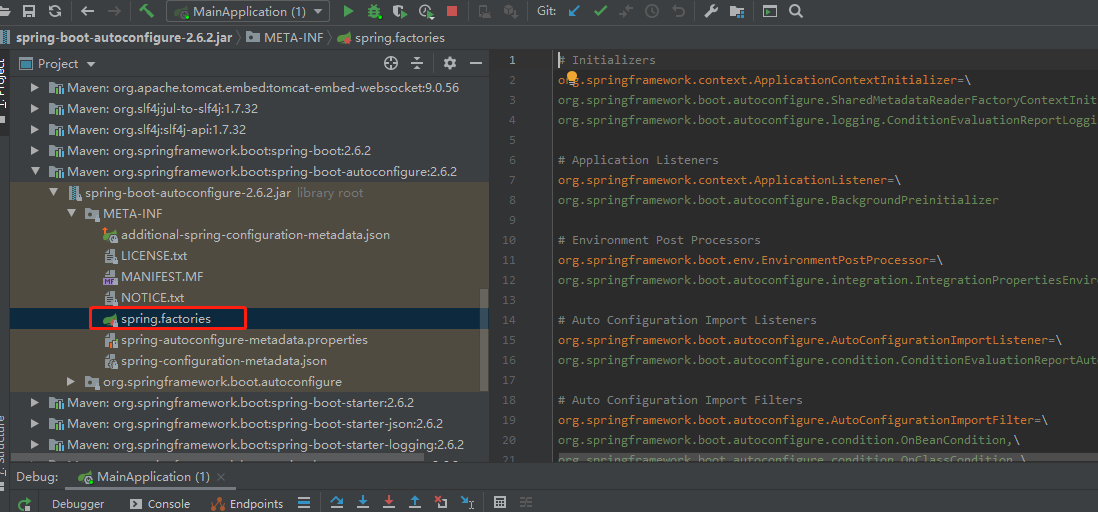 MainApplication (1)
Git:
spring-boot-autoconfigure-2.6.2.jar
META-INF
spring.factories
Project
Project
Maven: org.apache.tomcat.embed:tomcat-embed-websocket:9.0.56
Maven: org.slf4j:jul-to-slf4j:1.7.32
Maven: org.slf4j:slf4j-api:1.7.32
Maven: org.springframework.boot:spring-boot:2.6.2
Maven: org.springframework.boot:spring-boot-autoconfigure:2.6.2
spring-boot-autoconfigure-2.6.2.jar library root
META-INF
additional-spring-configuration-metadata.json
LICENSE.txt
MANIFEST.MF
NOTICE.txt
spring.factories
spring-autoconfigure-metadata.properties
spring-configuration-metadata.json
org.springframework.boot.autoconfigure
Maven: org.springframework.boot:spring-boot-starter:2.6.2
Maven: org.springframework.boot:spring-boot-starter-json:2.6.2
Maven: org.springframework.boot:spring-boot-starter-logging:2.6.2
1 # Initializers
2 org.springframework.context.ApplicationContextInitializer=\
3 org.springframework.boot.autoconfigure.SharedMetadataReaderFactoryContextInit
4 org.springframework.boot.autoconfigure.logging.ConditionEvaluationReportLoggi
5
6 # Application Listeners
7 org.springframework.context.ApplicationListener=\
8 org.springframework.boot.autoconfigure.BackgroundPreinitializer
9
10 # Environment Post Processors
11 org.springframework.boot.env.EnvironmentPostProcessor=\
12 org.springframework.boot.autoconfigure.integration.IntegrationPropertiesEnviro
13
14 # Auto Configuration Import Listeners
15 org.springframework.boot.autoconfigure.AutoConfigurationImportListener=\
16 org.springframework.boot.autoconfigure.condition.ConditionEvaluationReportAuto
17
18 # Auto Configuration Import Filters
19 org.springframework.boot.autoconfigure.AutoConfigurationImportFilter=\
20 org.springframework.boot.autoconfigure.condition.OnBeanCondition,\
21 org.springframework.boot.autoconfigure.condition.OnClassCondition,\
Debug:
MainApplication (1)
Debugger
Console
Endpoints